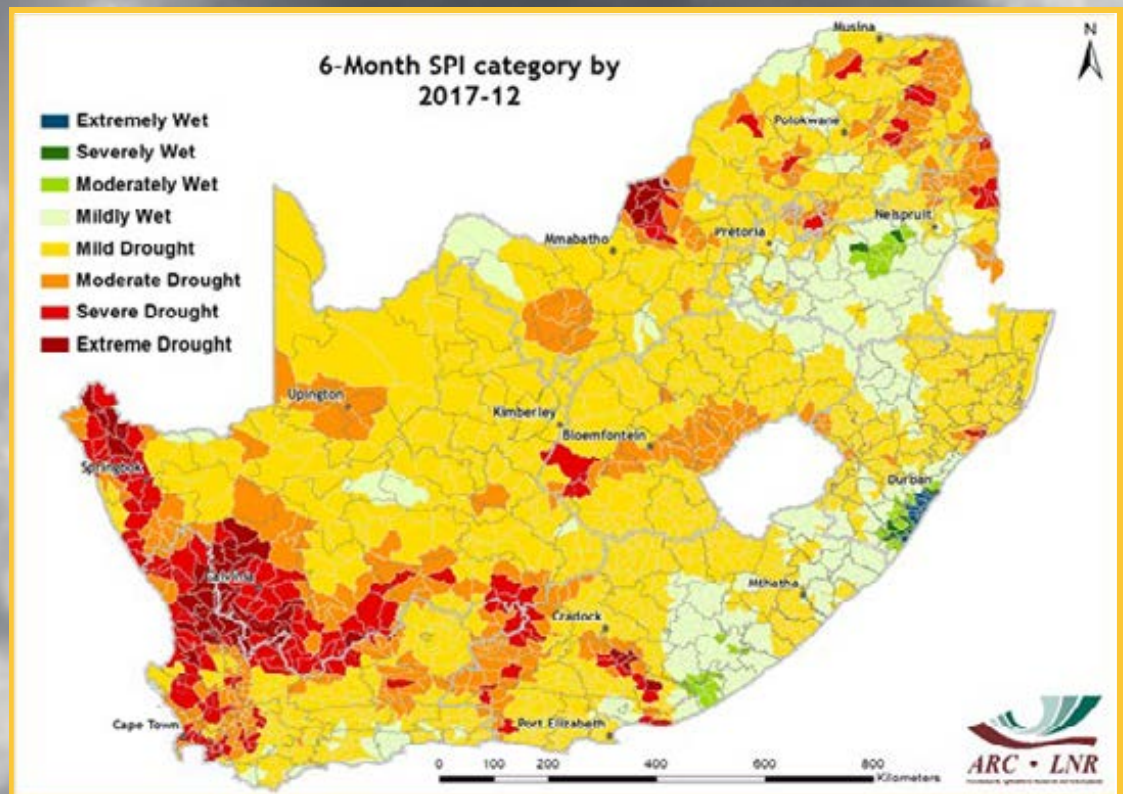 6-Month SPI category by
2017-12
N
Extremely Wet
Severely Wet
Moderately Wet
Mildly Wet
Mild Drought
Moderate Drought
Severe Drought
Extreme Drought
Musina
Polokwane
Nelspruit
Pretoria
Mmabatho
Upington
Kimberley
Bloemfontein
Springbok
Durban
Calvinia
Mthatha
Cradock
Cape Town
Port Elizabeth
0 100 200 400 600 800
Kilometers
ARC • LNR